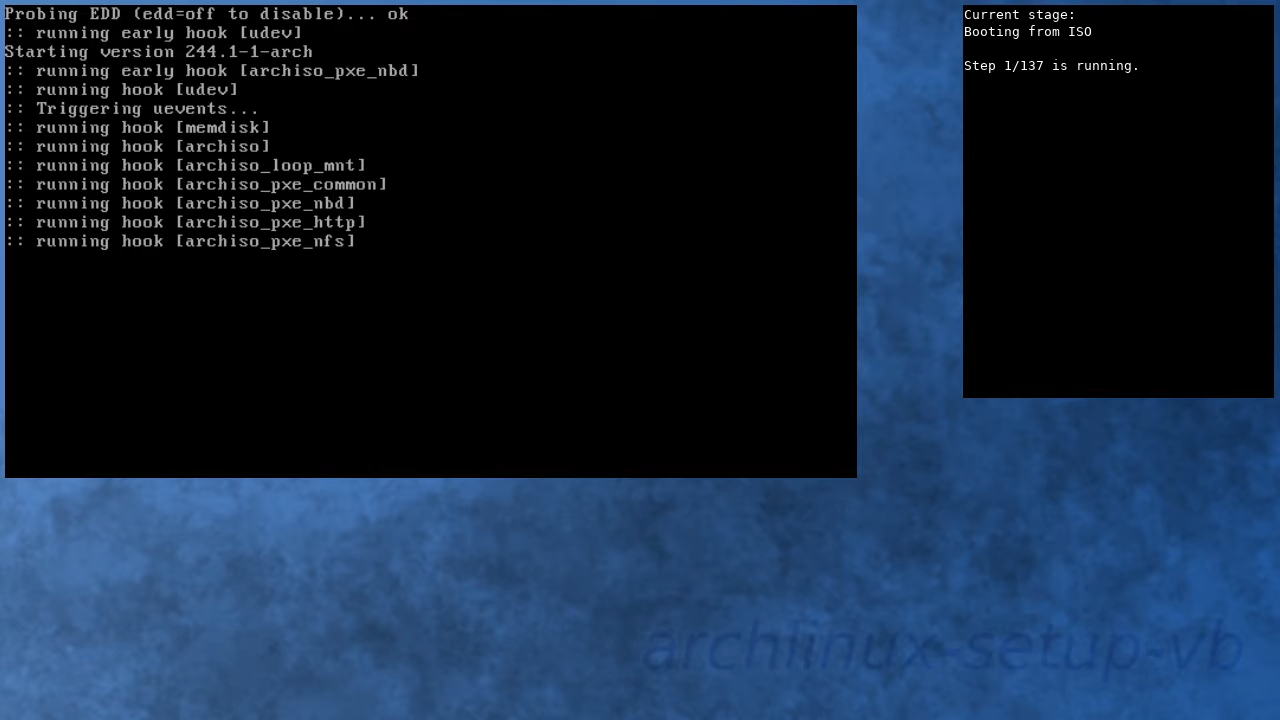 Probing EDD (edd=off to disable)... ok
:: running early hook [udev]
Starting version 244.1-1-arch
:: running early hook [archiso_pxe_nbd]
:: running hook [udev]
:: Triggering uevents...
:: running hook [memdisk]
:: running hook [archiso]
:: running hook [archiso_loop_mnt]
:: running hook [archiso_pxe_common]
:: running hook [archiso_pxe_nbd]
:: running hook [archiso_pxe_http]
:: running hook [archiso_pxe_nfs]
Current stage:
Booting from ISO
Step 1/137 is running.
archlinux-setup-vb